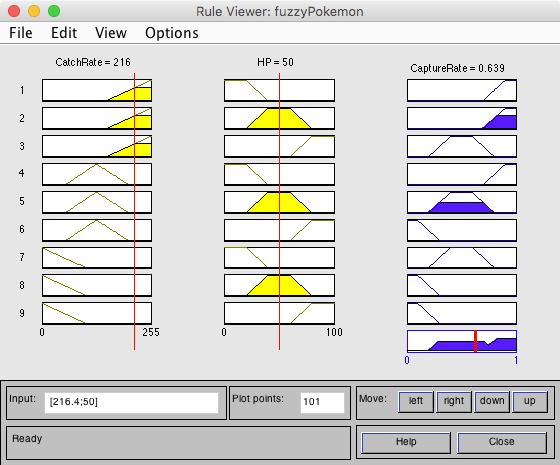 Rule Viewer: fuzzyPokemon
File Edit View Options
CatchRate = 216 HP = 50 CaptureRate = 0.639
1
2
3
4
5
6
7
8
9
0 255 0 100
0 1
Input: [216.4;50] Plot points: 101 Move: left right down up
Ready Help Close